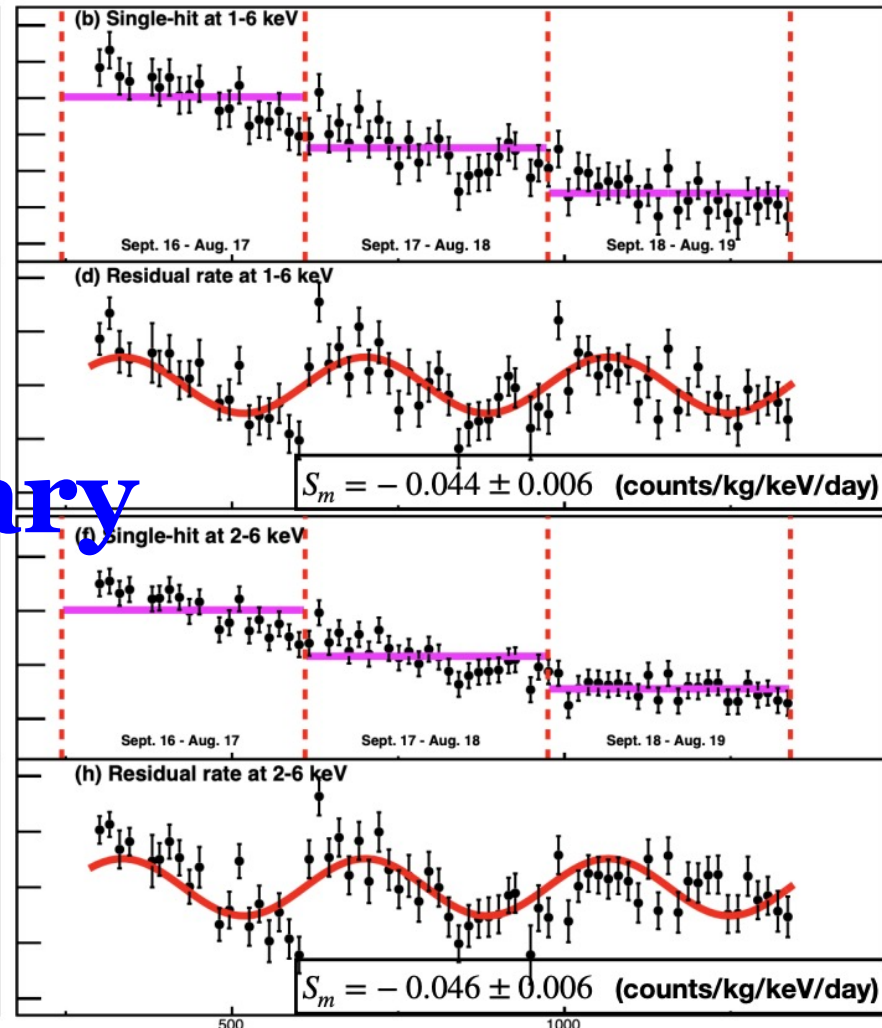 (b) Single-hit at 1-6 keV
Sept. 16 - Aug. 17 Sept. 17 - Aug. 18 Sept. 18 - Aug. 19
(d) Residual rate at 1-6 keV
S_m = − 0.044 ± 0.006 (counts/kg/keV/day)
ary
(f) Single-hit at 2-6 keV
Sept. 16 - Aug. 17 Sept. 17 - Aug. 18 Sept. 18 - Aug. 19
(h) Residual rate at 2-6 keV
S_m = − 0.046 ± 0.006 (counts/kg/keV/day)
500 1000